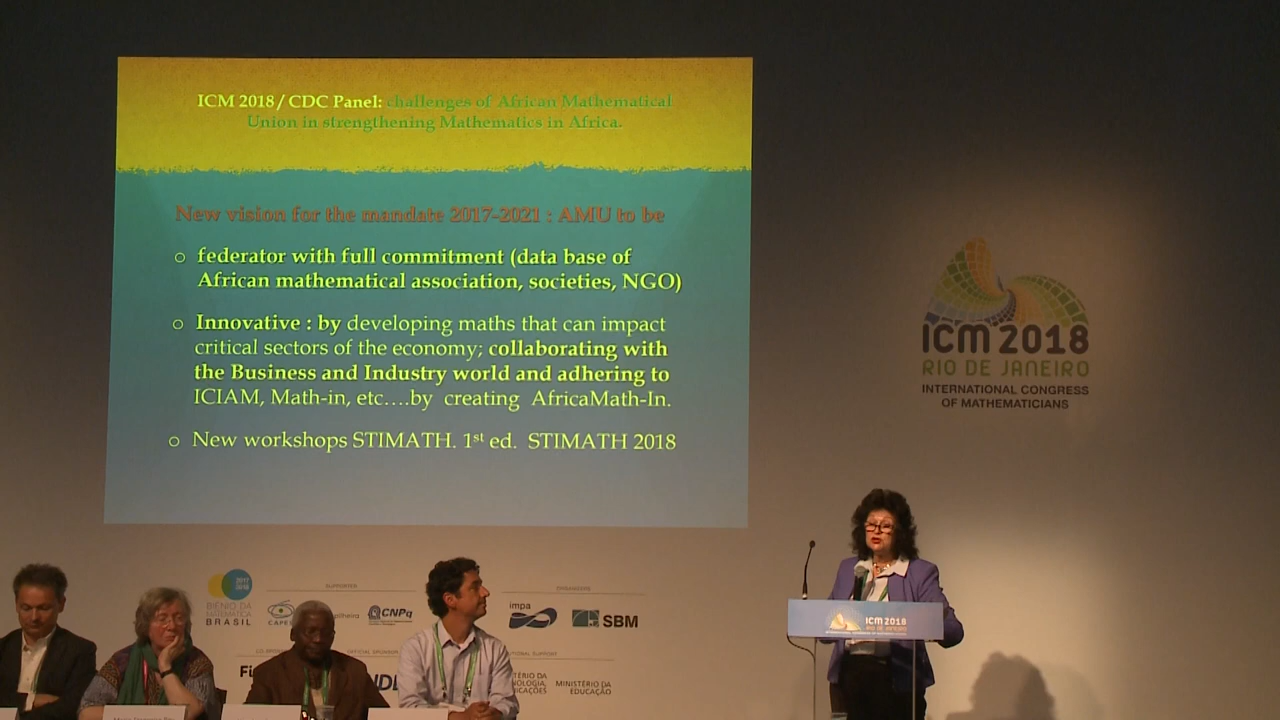 ICM 2018 / CDC Panel: challenges of African Mathematical
Union in strengthening Mathematics in Africa.
New vision for the mandate 2017-2021 : AMU to be
○ federator with full commitment (data base of
African mathematical association, societies, NGO)
○ Innovative : by developing maths that can impact
critical sectors of the economy; collaborating with
the Business and Industry world and adhering to
ICIAM, Math-in, etc....by creating AfricaMath-In.
○ New workshops STIMATH. 1st ed. STIMATH 2018
ICM 2018
RIO DE JANEIRO
INTERNATIONAL CONGRESS
OF MATHEMATICIANS
2017
2018
BIÊNIO DA
MATEMÁTICA
BRASIL
SUPPORTER
CAPES
CNPq
impa
SBM
MINISTÉRIO DA
EDUCAÇÃO
ICM 2018
RIO DE JANEIRO